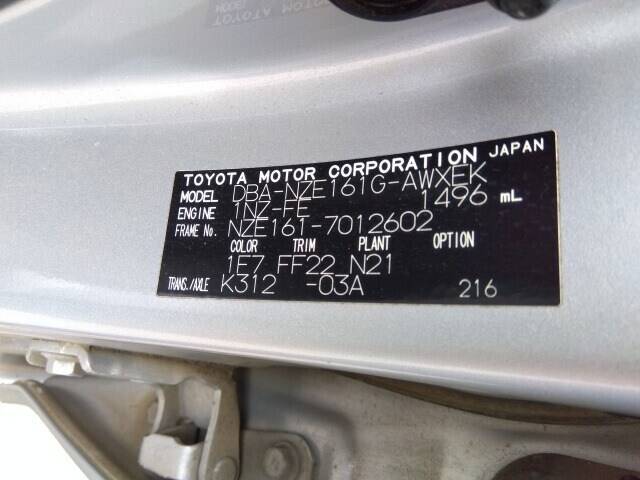 TOYOTA MOTOR CORPORATION JAPAN
MODEL DBA-NZE161G-AWXEK
ENGINE 1NZ-FE 1496 mL
FRAME No. NZE161-7012602
COLOR TRIM PLANT OPTION
1E7 FF22 N21
TRANS./AXLE K312 -03A 216